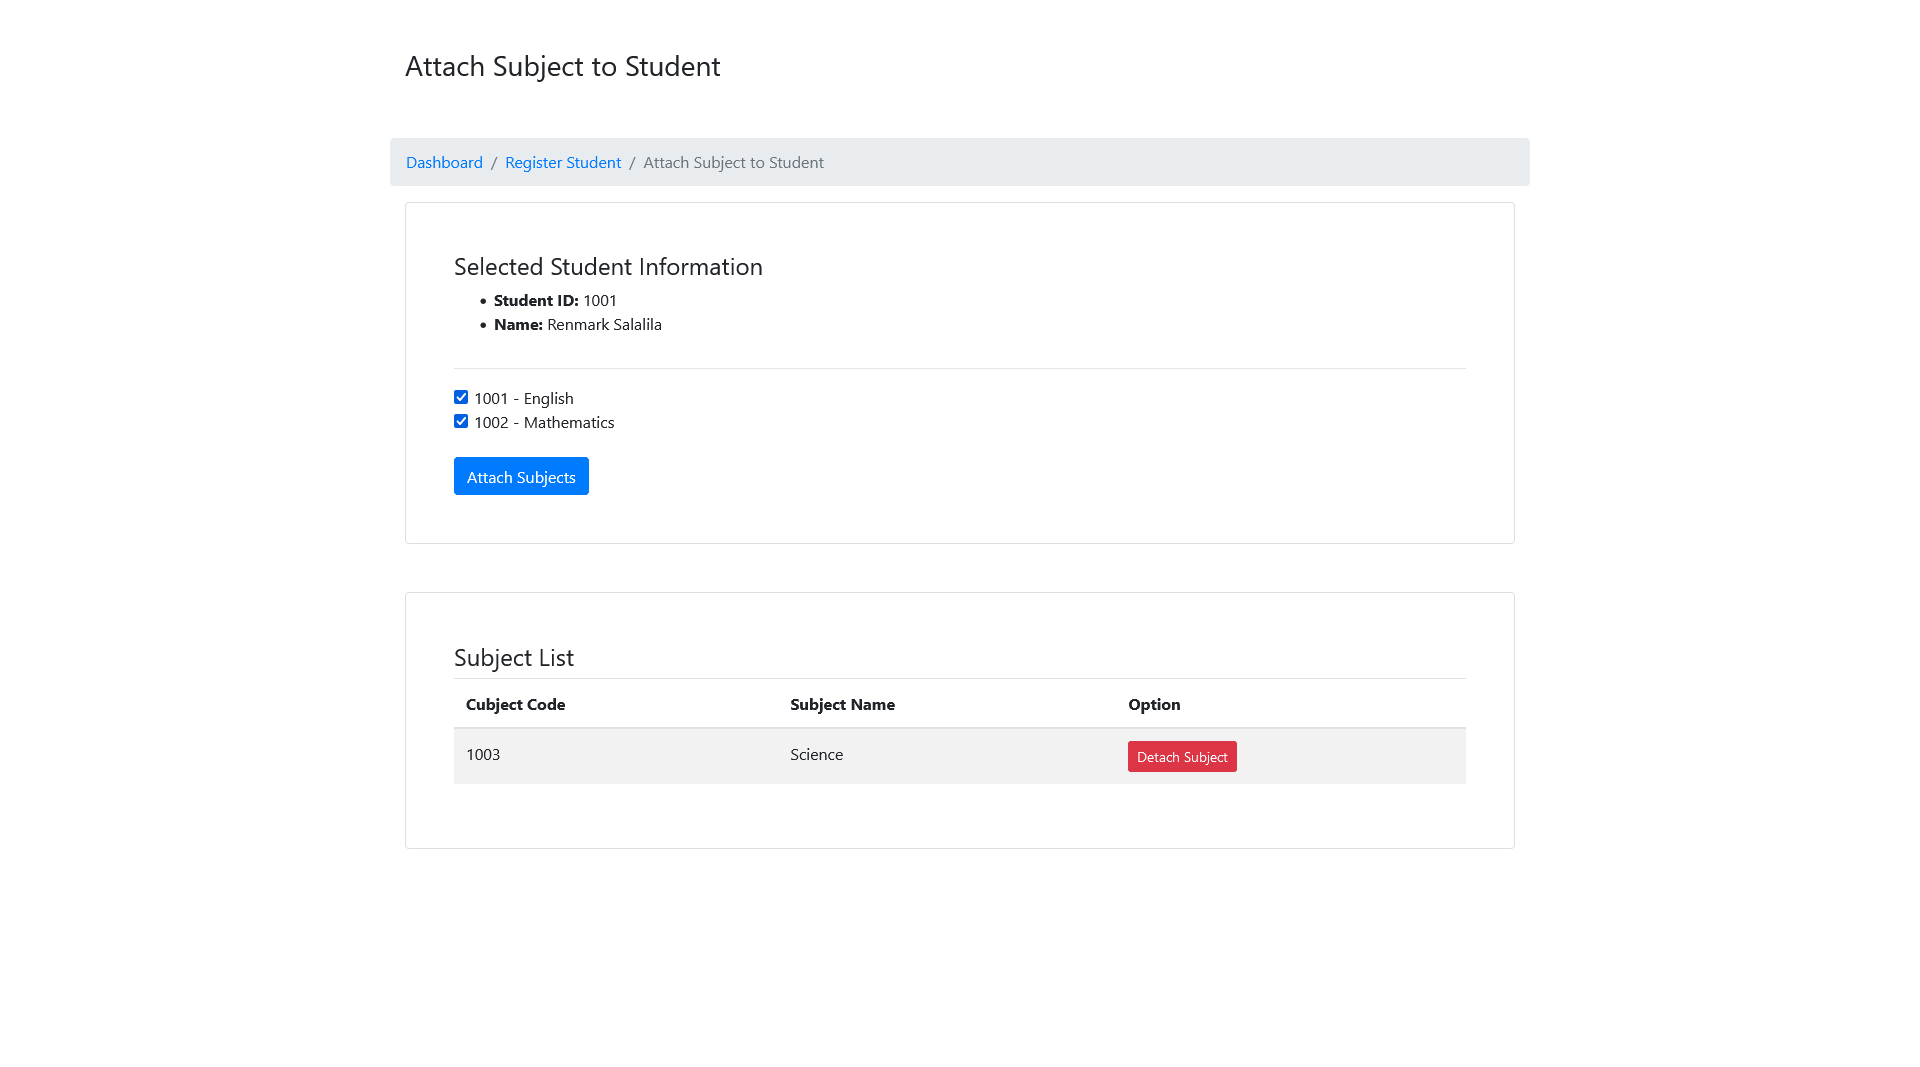 Attach Subject to Student
Dashboard / Register Student / Attach Subject to Student
Selected Student Information
• Student ID: 1001
• Name: Renmark Salalila
1001 - English
1002 - Mathematics
Attach Subjects
Subject List
Cubject Code Subject Name Option
1003 Science Detach Subject